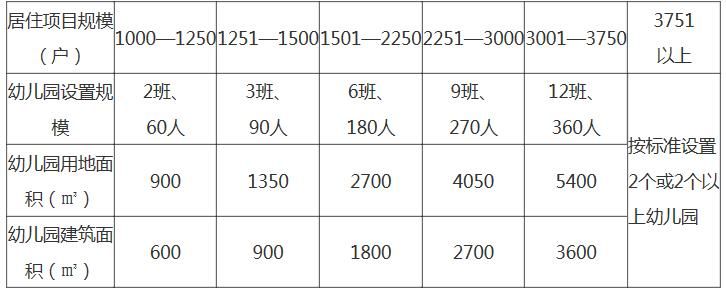 居住项目规模
（户）
1000—1250
1251—1500
1501—2250
2251—3000
3001—3750
3751
以上
幼儿园设置规
模
2班、
60人
3班、
90人
6班、
180人
9班、
270人
12班、
360人
按标准设置
2个或2个以
上幼儿园
幼儿园用地面
积（㎡）
900
1350
2700
4050
5400
幼儿园建筑面
积（㎡）
600
900
1800
2700
3600